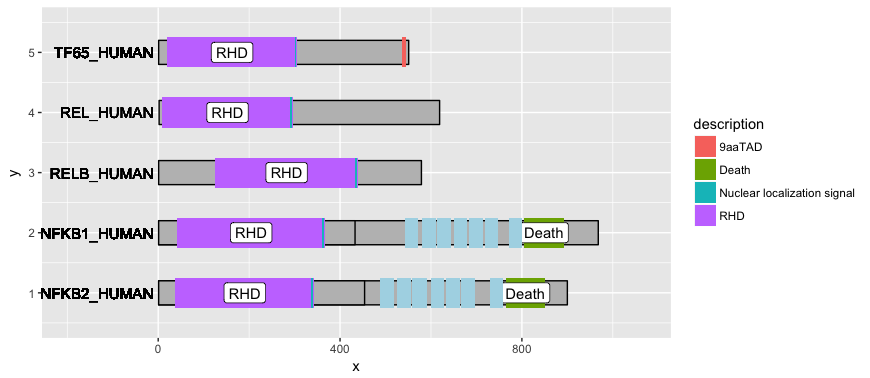 TF65_HUMAN
RHD
5
REL_HUMAN
RHD
4
description
9aaTAD
Death
Nuclear localization signal
RHD
y
RELB_HUMAN
RHD
3
NFKB1_HUMAN
RHD
Death
2
NFKB2_HUMAN
RHD
Death
1
0
400
800
x